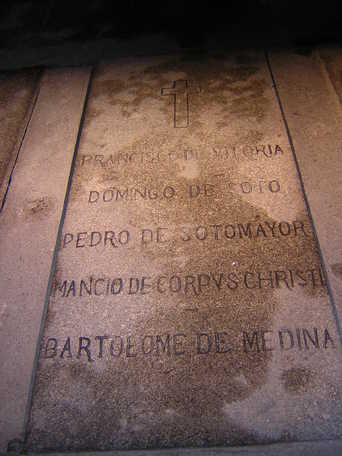 FRANCISCO DE VITORIA
DOMINGO DE SOTO
PEDRO DE SOTOMAYOR
MANCIO DE CORPVS CHRISTI
BARTOLOME DE MEDINA